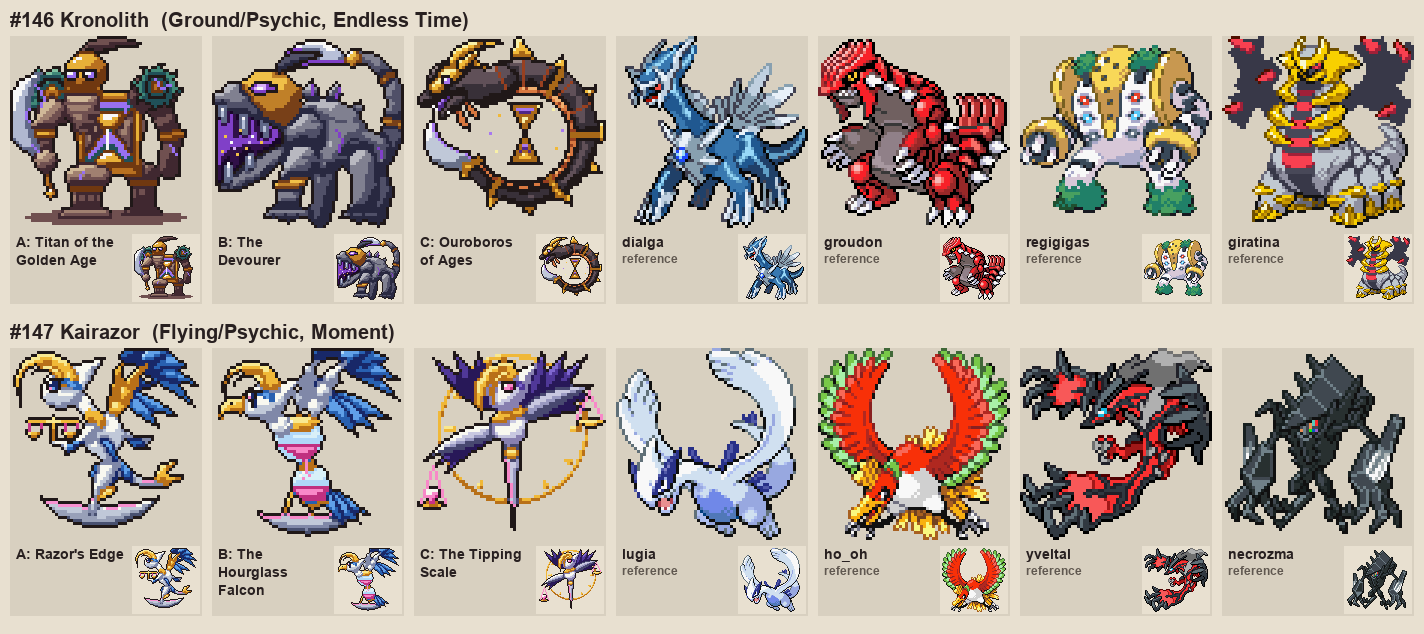 #146 Kronolith (Ground/Psychic, Endless Time)
A: Titan of the
Golden Age
B: The
Devourer
C: Ouroboros
of Ages
dialga
reference
groudon
reference
regigigas
reference
giratina
reference
#147 Kairazor (Flying/Psychic, Moment)
A: Razor's Edge
B: The
Hourglass
Falcon
C: The Tipping
Scale
lugia
reference
ho_oh
reference
yveltal
reference
necrozma
reference